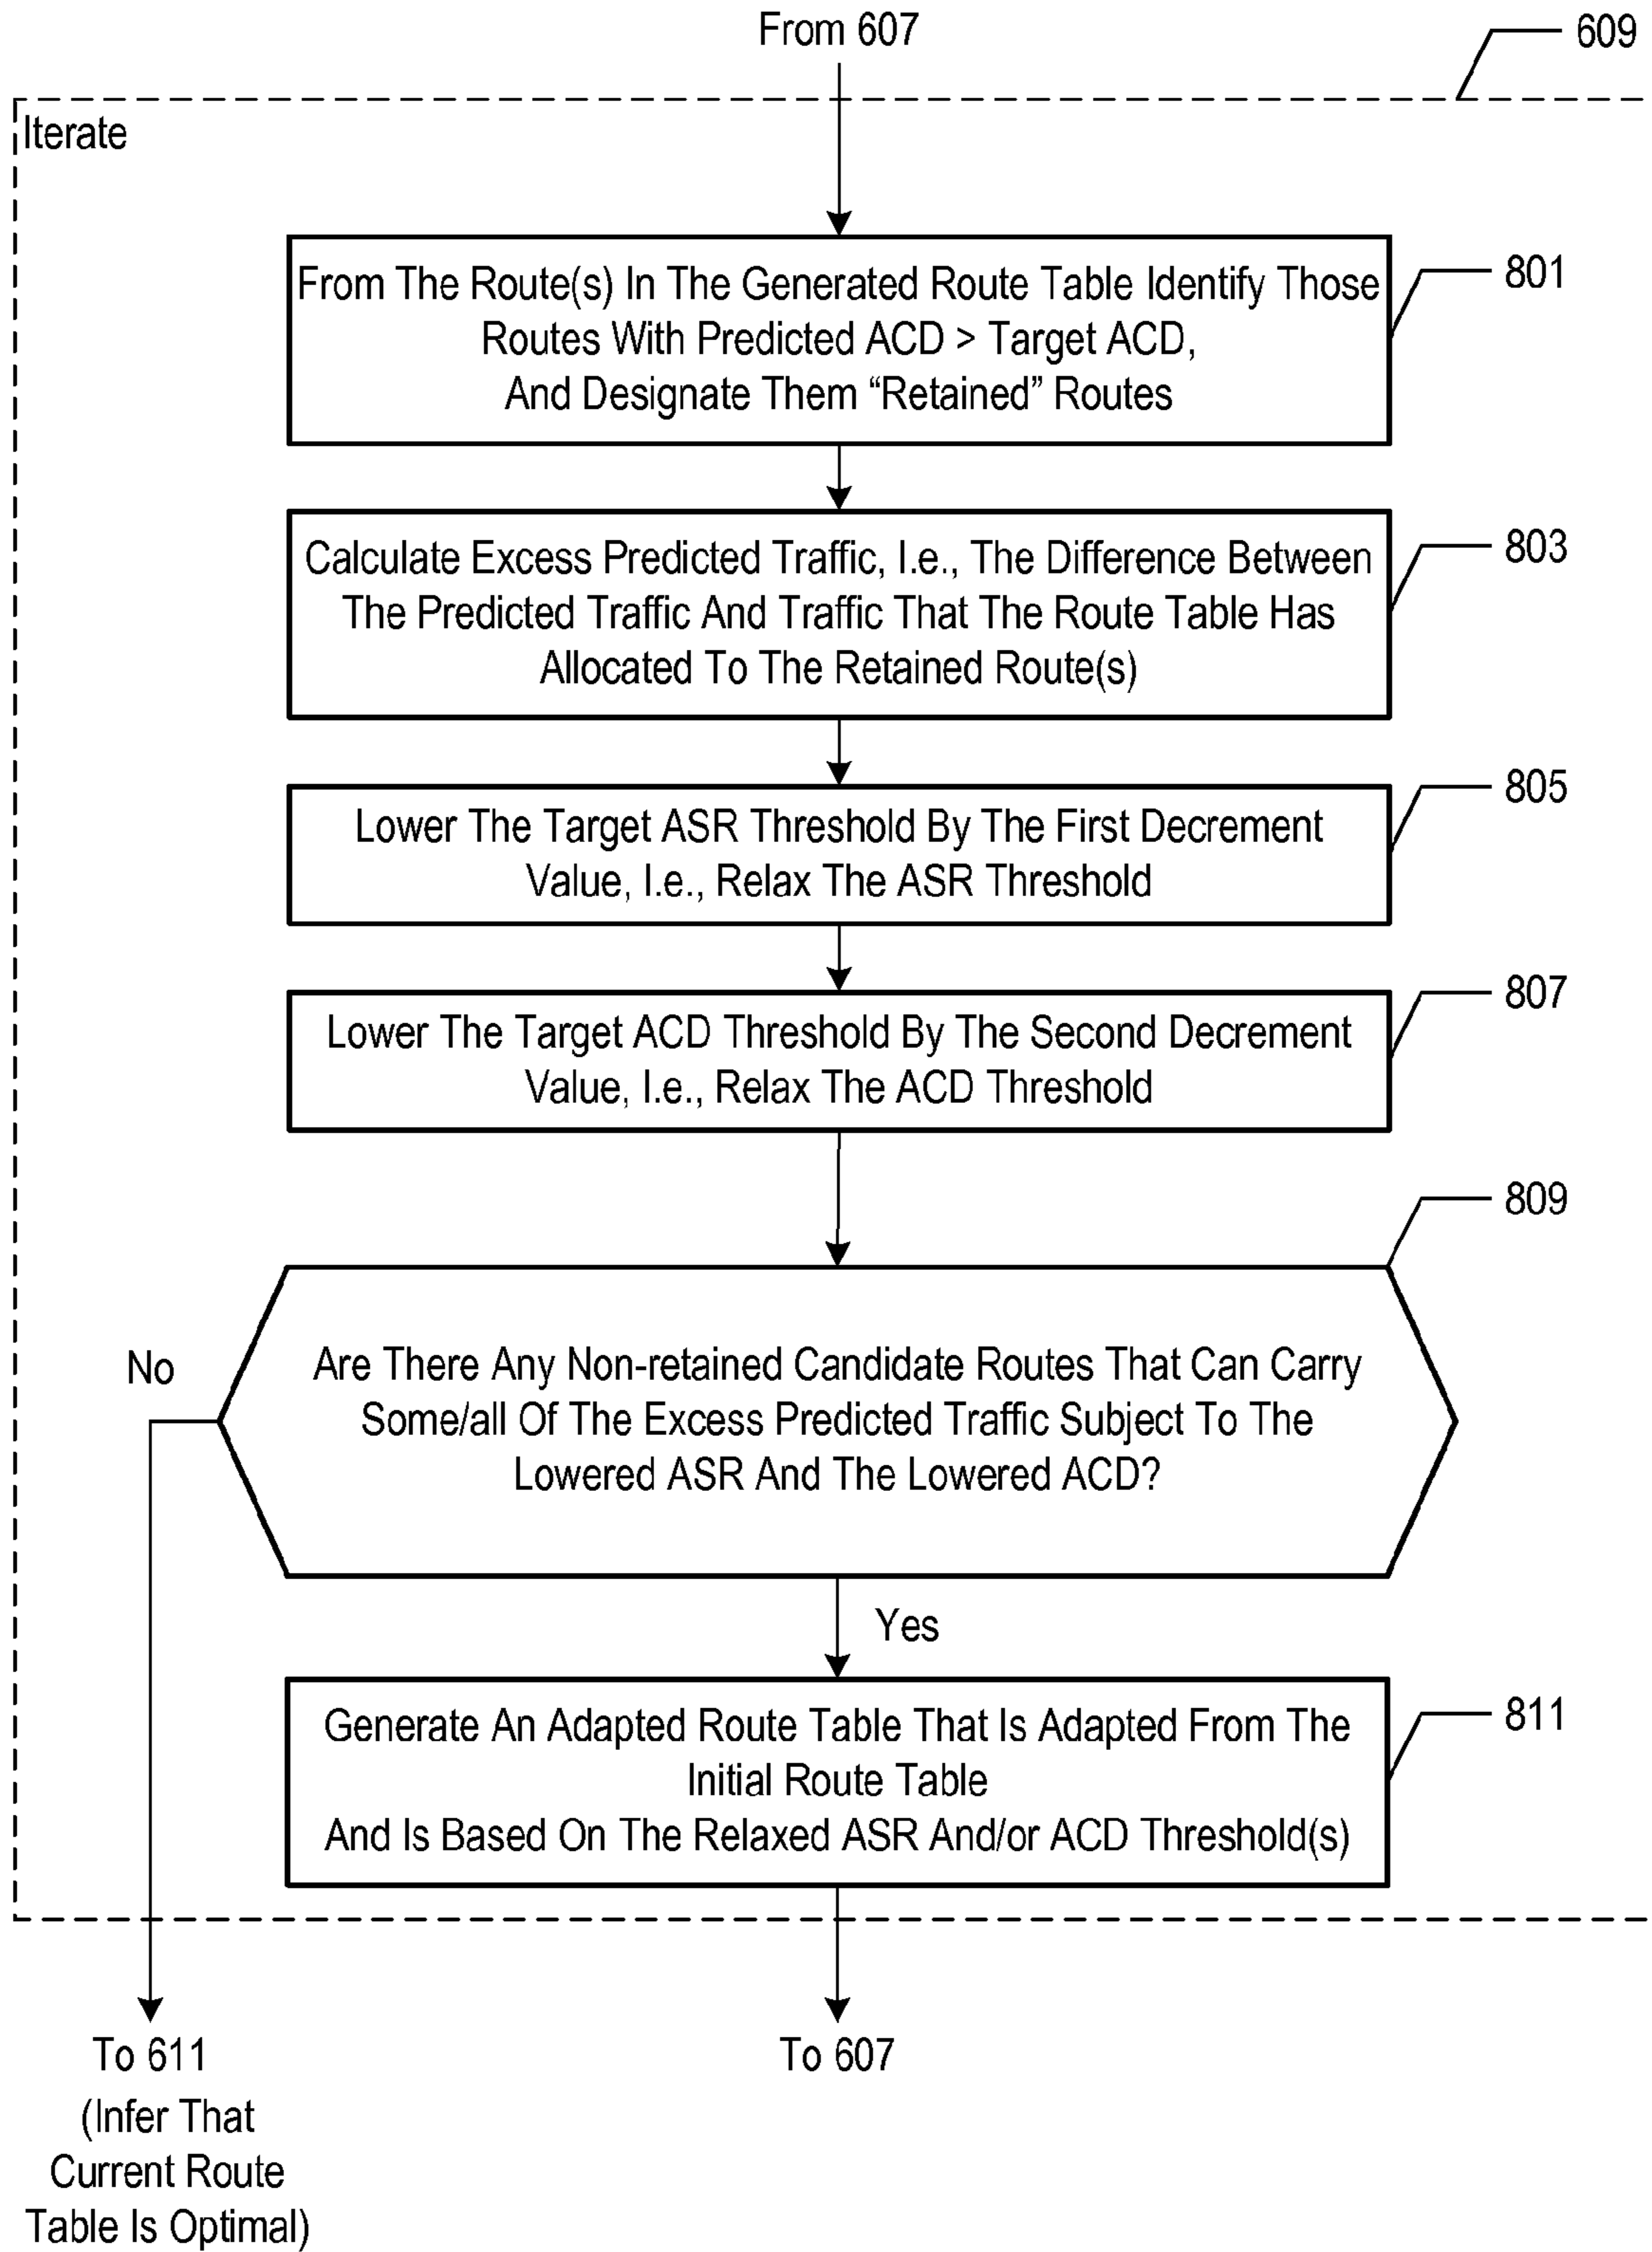 From 607
609
Iterate
From The Route(s) In The Generated Route Table Identify Those
Routes With Predicted ACD > Target ACD,
And Designate Them “Retained” Routes
801
Calculate Excess Predicted Traffic, I.e., The Difference Between
The Predicted Traffic And Traffic That The Route Table Has
Allocated To The Retained Route(s)
803
Lower The Target ASR Threshold By The First Decrement
Value, I.e., Relax The ASR Threshold
805
Lower The Target ACD Threshold By The Second Decrement
Value, I.e., Relax The ACD Threshold
807
809
Are There Any Non-retained Candidate Routes That Can Carry
Some/all Of The Excess Predicted Traffic Subject To The
Lowered ASR And The Lowered ACD?
No
Yes
Generate An Adapted Route Table That Is Adapted From The
Initial Route Table
And Is Based On The Relaxed ASR And/or ACD Threshold(s)
811
To 611
(Infer That
Current Route
Table Is Optimal)
To 607